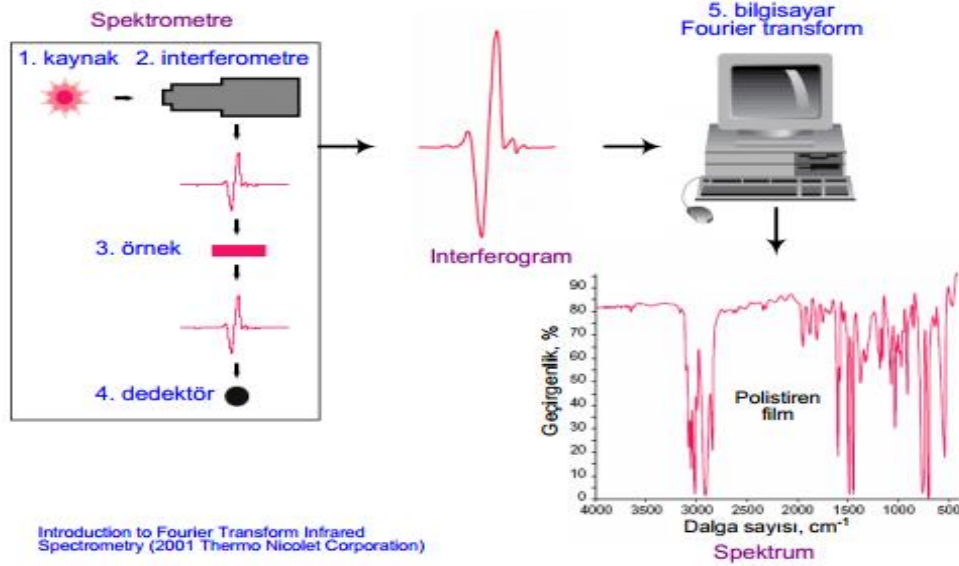 Spektrometre
1. kaynak
2. interferometre
3. örnek
4. dedektör
Interferogram
5. bilgisayar
Fourier transform
Geçirgenlik, %
90
80
70
60
50
40
30
20
10
0
Polistiren
film
4000 3500 3000 2500 2000 1500 1000 500
Dalga sayısı, cm⁻¹
Spektrum
Introduction to Fourier Transform Infrared
Spectrometry (2001 Thermo Nicolet Corporation)